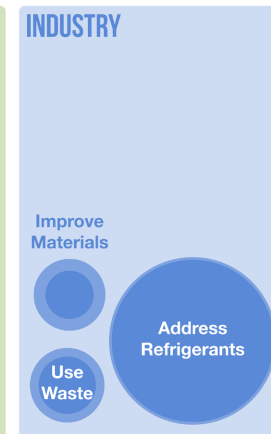 INDUSTRY
Improve
Materials
Address
Refrigerants
Use
Waste